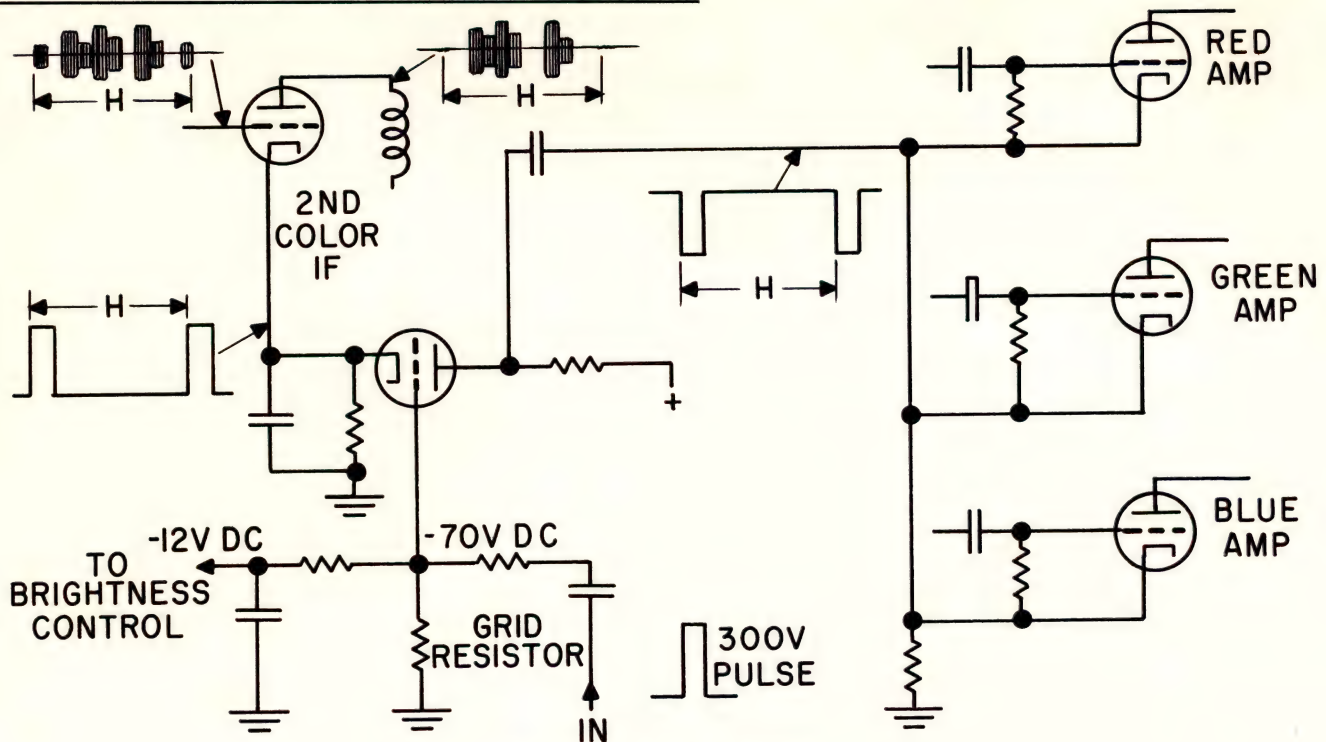 H
H
RED
AMP
2ND
COLOR
IF
H
H
GREEN
AMP
+
-12V DC
-70V DC
TO
BRIGHTNESS
CONTROL
GRID
RESISTOR
300V
PULSE
BLUE
AMP
IN